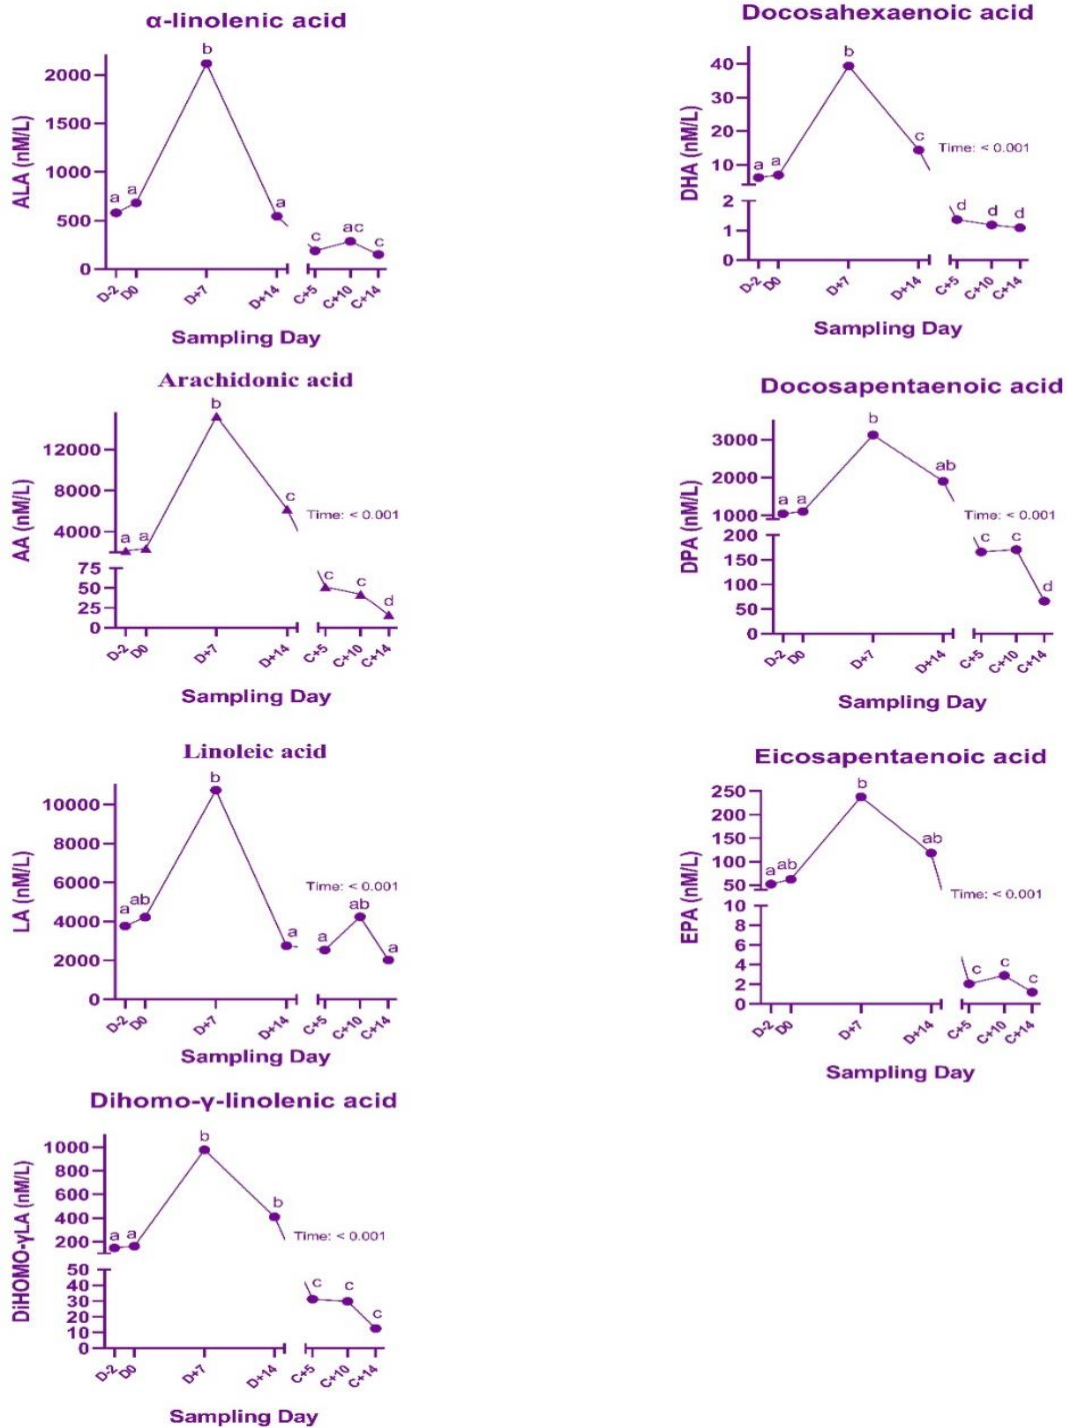 α-linolenic acid
b
2000
1500
1000
500
0
a
a
a
c
ac
c
ALA (nM/L)
D-2
D0
D+7
D+14
C+5
C+10
C+14
Sampling Day
Docosahexaenoic acid
b
40
30
20
10
2
1
0
a
a
c
Time: < 0.001
d
d
d
DHA (nM/L)
D-2
D0
D+7
D+14
C+5
C+10
C+14
Sampling Day
Arachidonic acid
b
12000
8000
4000
75
50
25
0
a
a
c
Time: < 0.001
c
c
d
AA (nM/L)
D-2
D0
D+7
D+14
C+5
C+10
C+14
Sampling Day
Docosapentaenoic acid
b
3000
2000
1000
200
150
100
50
0
a
a
ab
Time: < 0.001
c
c
d
DPA (nM/L)
D-2
D0
D+7
D+14
C+5
C+10
C+14
Sampling Day
Linoleic acid
b
10000
8000
6000
4000
2000
0
a
ab
a
Time: < 0.001
a
ab
a
LA (nM/L)
D-2
D0
D+7
D+14
C+5
C+10
C+14
Sampling Day
Eicosapentaenoic acid
b
250
200
150
100
50
10
8
6
4
2
0
a
ab
ab
Time: < 0.001
c
c
c
EPA (nM/L)
D-2
D0
D+7
D+14
C+5
C+10
C+14
Sampling Day
Dihomo-γ-linolenic acid
b
1000
800
600
400
200
50
40
30
20
10
0
a
a
b
Time: < 0.001
c
c
c
DiHOMO-γLA (nM/L)
D-2
D0
D+7
D+14
C+5
C+10
C+14
Sampling Day